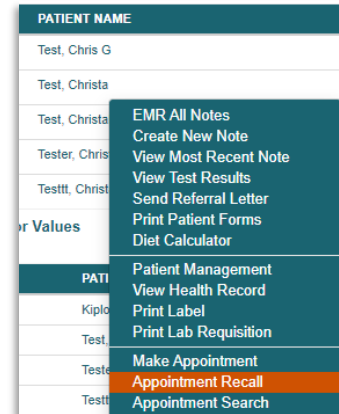 PATIENT NAME
Test, Chris G
Test, Christa
Test, Christa
Tester, Chris
Testtt, Christ
or Values
PATI
Kiplo
Test,
Teste
Testt
EMR All Notes
Create New Note
View Most Recent Note
View Test Results
Send Referral Letter
Print Patient Forms
Diet Calculator
Patient Management
View Health Record
Print Label
Print Lab Requisition
Make Appointment
Appointment Recall
Appointment Search